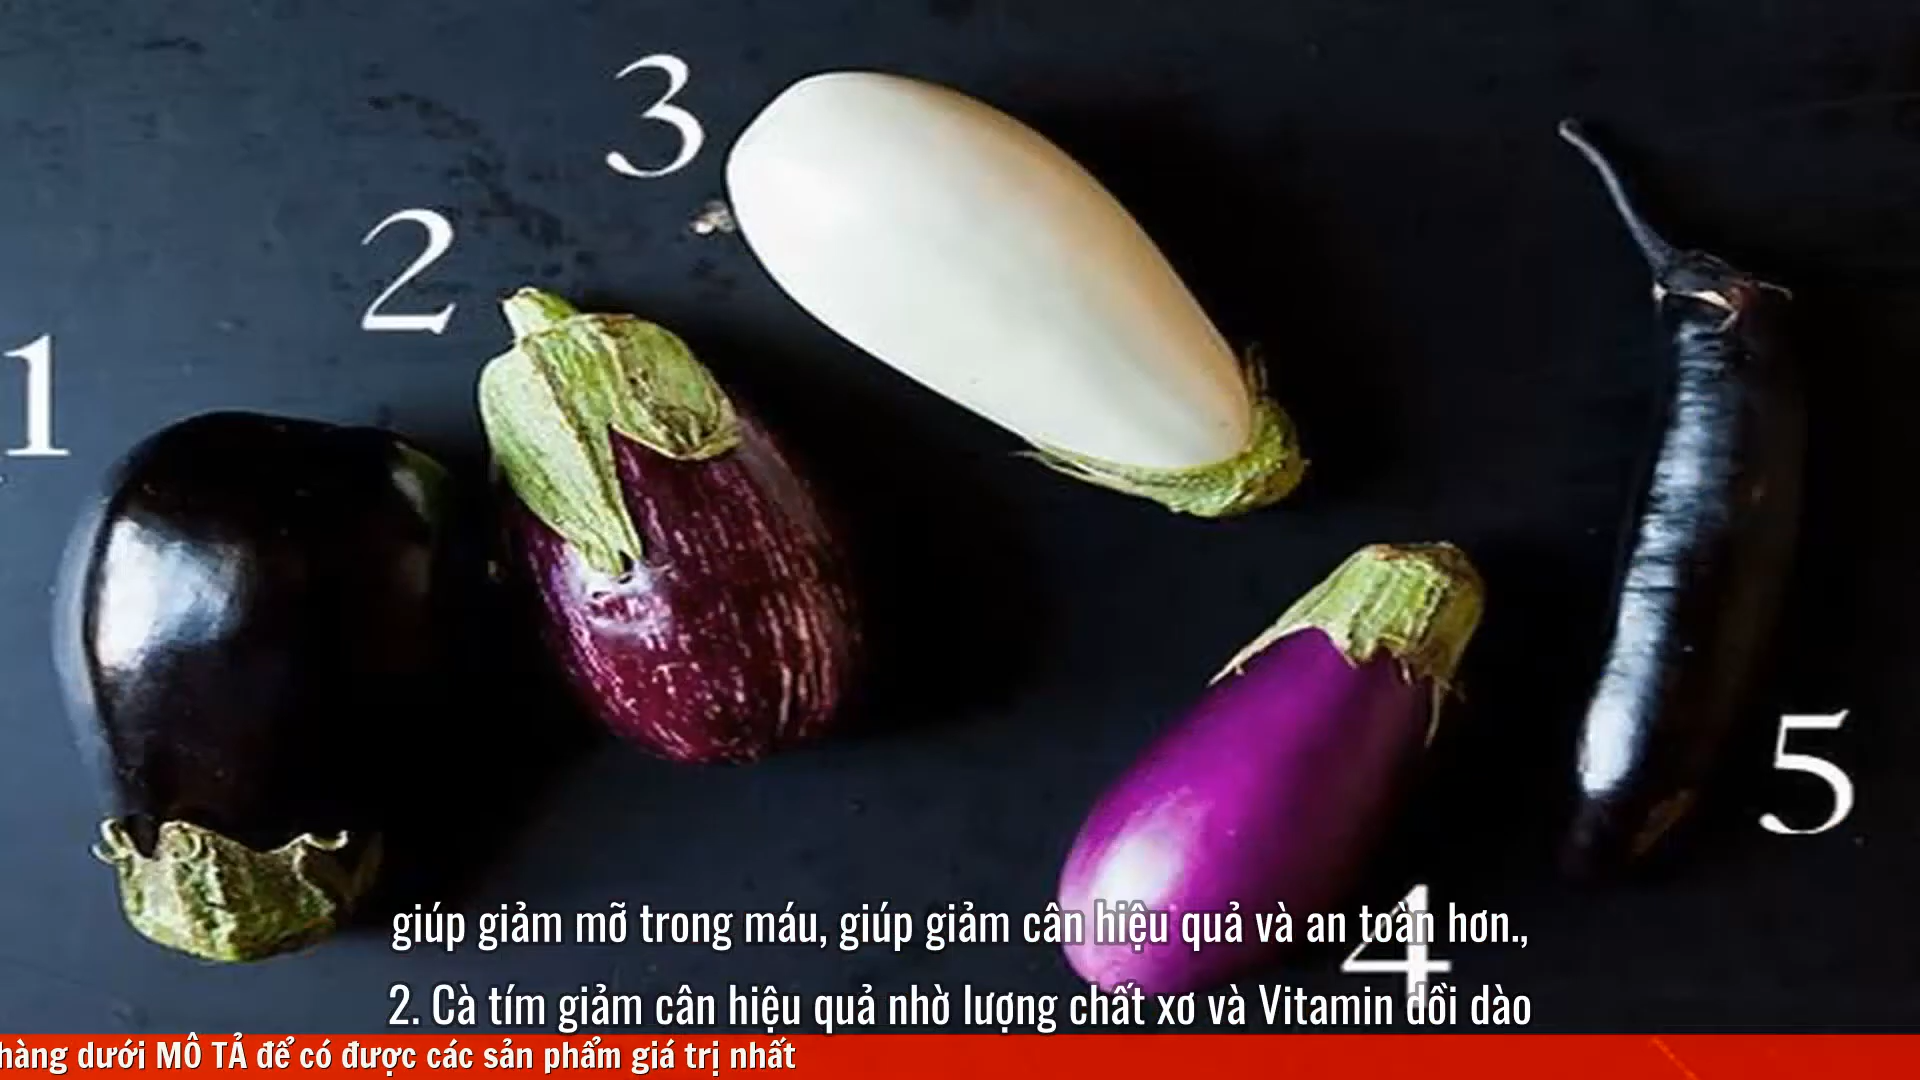 3
2
1
5
4
giúp giảm mỡ trong máu, giúp giảm cân hiệu quả và an toàn hơn.,
2. Cà tím giảm cân hiệu quả nhờ lượng chất xơ và Vitamin dồi dào
hàng dưới MÔ TẢ để có được các sản phẩm giá trị nhất